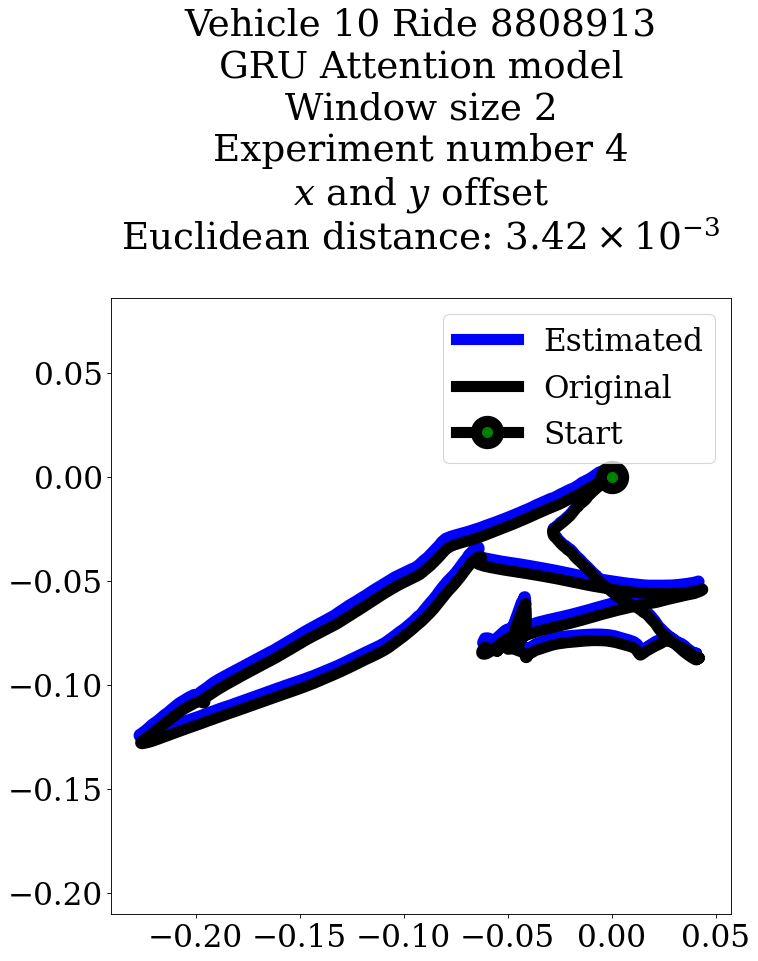 Vehicle 10 Ride 8808913
GRU Attention model
Window size 2
Experiment number 4
x and y offset
Euclidean distance: 3.42 × 10⁻³
Estimated
Original
Start
0.05
0.00
−0.05
−0.10
−0.15
−0.20
−0.20 −0.15 −0.10 −0.05 0.00 0.05